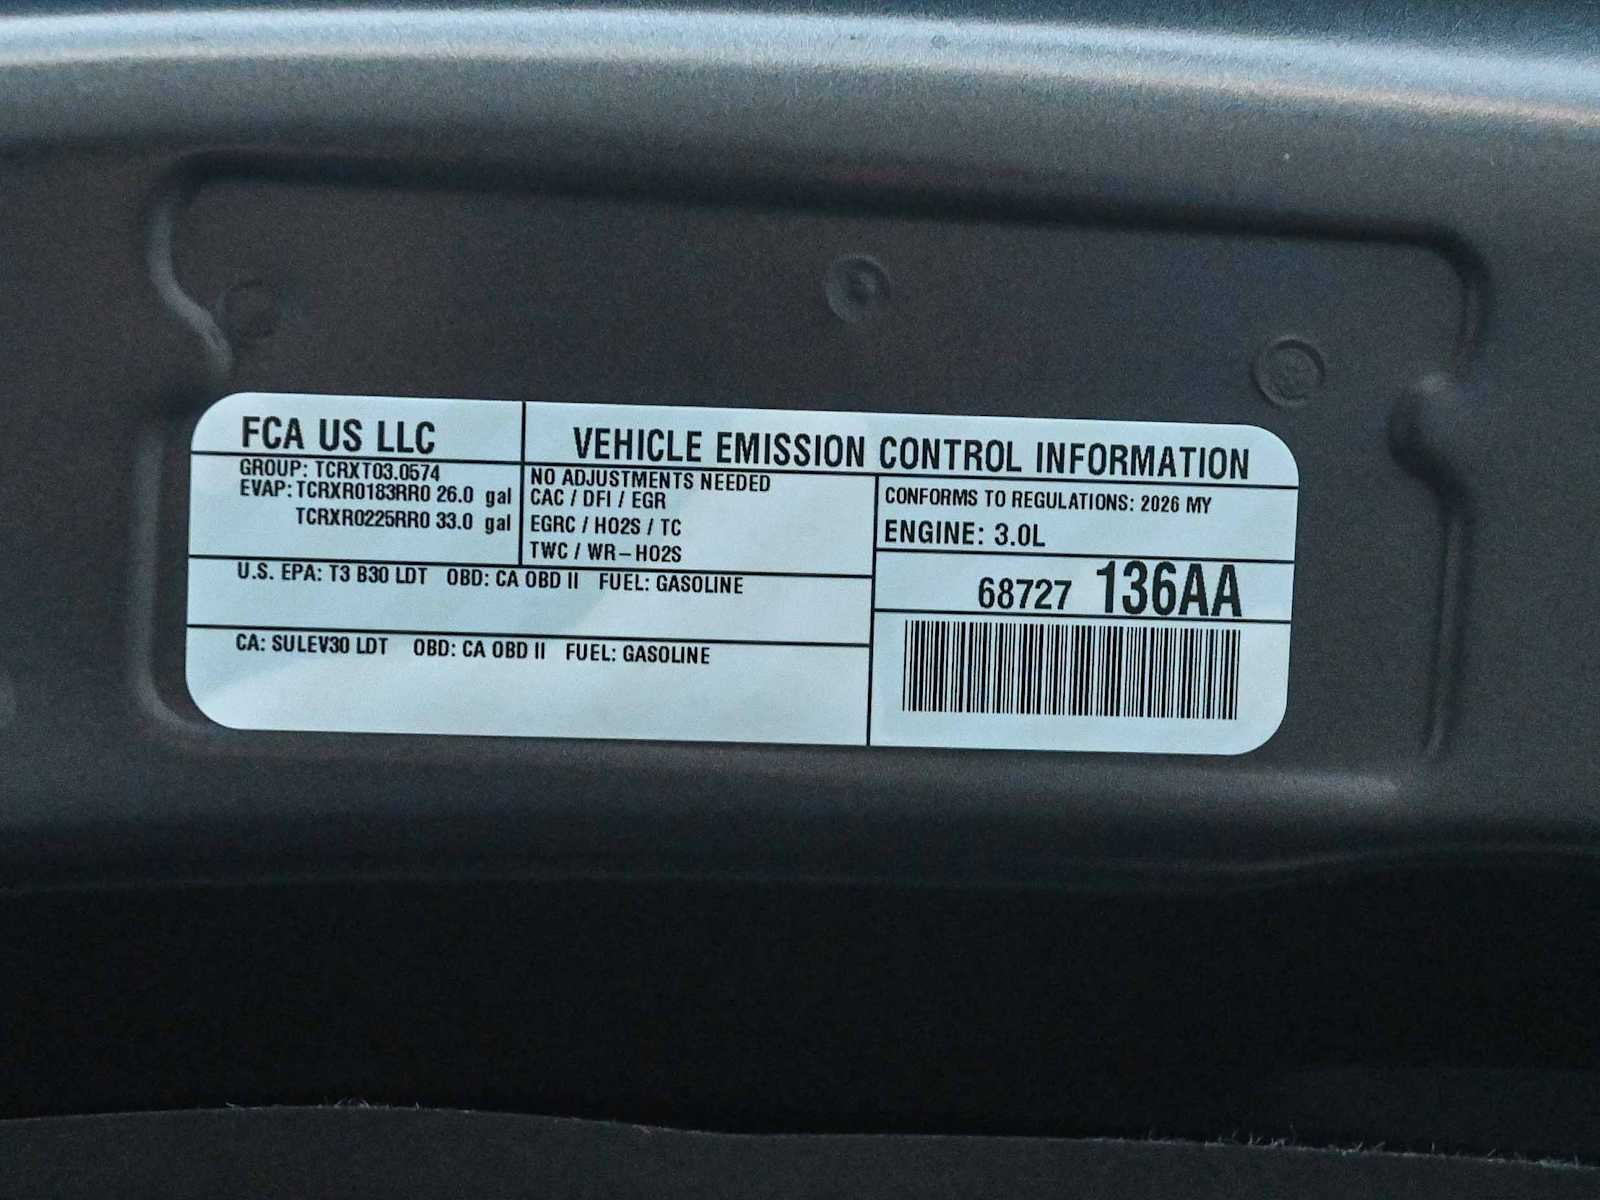 FCA US LLC
VEHICLE EMISSION CONTROL INFORMATION
GROUP: TCRXT03.0574
EVAP: TCRXR0183RR0 26.0 gal
TCRXR0225RR0 33.0 gal
NO ADJUSTMENTS NEEDED
CAC / DFI / EGR
EGRC / HO2S / TC
TWC / WR-HO2S
CONFORMS TO REGULATIONS: 2026 MY
ENGINE: 3.0L
U.S. EPA: T3 B30 LDT OBD: CA OBD II FUEL: GASOLINE
68727 136AA
CA: SULEV30 LDT OBD: CA OBD II FUEL: GASOLINE